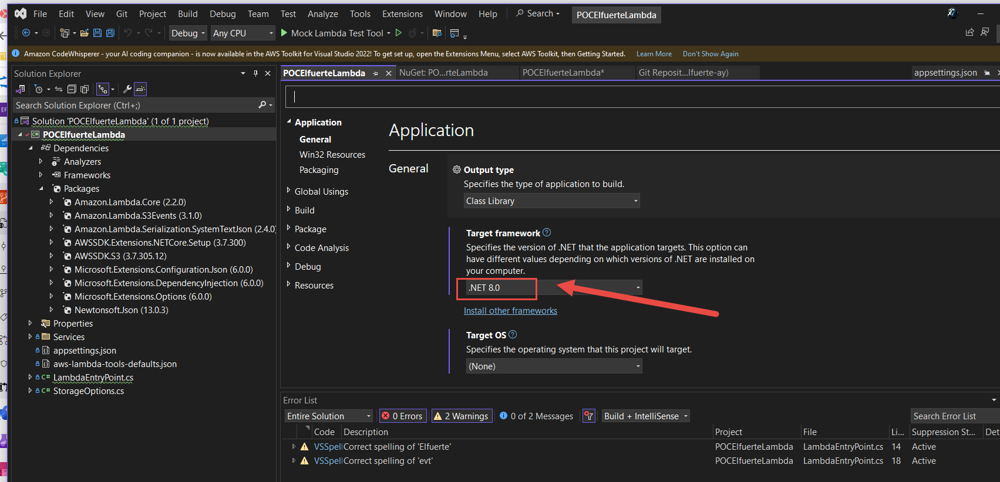 File Edit View Git Project Build Debug Team Test Analyze Tools Extensions Window Help Search POCElfuerteLambda
Debug Any CPU Mock Lambda Test Tool
Amazon CodeWhisperer - your AI coding companion - is now available in the AWS Toolkit for Visual Studio 2022! To get set up, open the Extensions Menu, select AWS Toolkit, then Getting Started. Learn More Don't Show Again
Solution Explorer
Search Solution Explorer (Ctrl+;)
Solution 'POCElfuerteLambda' (1 of 1 project)
POCElfuerteLambda
Dependencies
Analyzers
Frameworks
Packages
Amazon.Lambda.Core (2.2.0)
Amazon.Lambda.S3Events (3.1.0)
Amazon.Lambda.Serialization.SystemTextJson (2.4.0)
AWSSDK.Extensions.NETCore.Setup (3.7.300)
AWSSDK.S3 (3.7.305.12)
Microsoft.Extensions.Configuration.Json (6.0.0)
Microsoft.Extensions.DependencyInjection (6.0.0)
Microsoft.Extensions.Options (6.0.0)
Newtonsoft.Json (13.0.3)
Properties
Services
appsettings.json
aws-lambda-tools-defaults.json
LambdaEntryPoint.cs
StorageOptions.cs
POCElfuerteLambda NuGet: PO...rteLambda POCElfuerteLambda* Git Reposit...lfuerte-ay) appsettings.json
Application
General
Win32 Resources
Packaging
Global Usings
Build
Package
Code Analysis
Debug
Resources
Application
General
Output type
Specifies the type of application to build.
Class Library
Target framework
Specifies the version of .NET that the application targets. This option can
have different values depending on which versions of .NET are installed on
your computer.
.NET 8.0
Install other frameworks
Target OS
Specifies the operating system that this project will target.
(None)
Error List
Entire Solution 0 Errors 2 Warnings 0 of 2 Messages Build + IntelliSense Search Error List
Code Description Project File Li... Suppression St... Det
VSSpell Correct spelling of 'Elfuerte' POCElfuerteLambda LambdaEntryPoint.cs 14 Active
VSSpell Correct spelling of 'evt' POCElfuerteLambda LambdaEntryPoint.cs 18 Active
EF